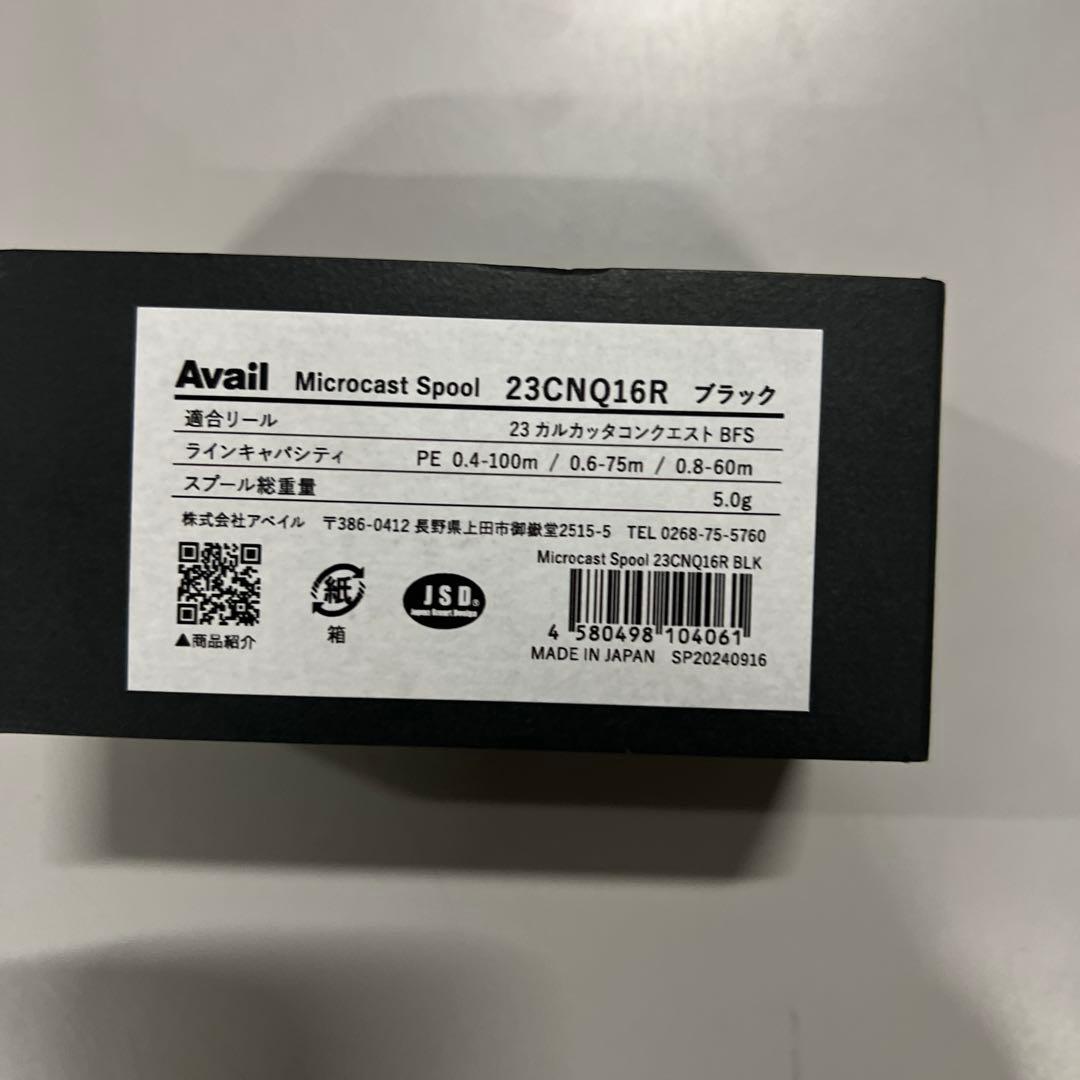 Avail Microcast Spool 23CNQ16R ブラック
適合リール 23 カルカッタコンクエスト BFS
ラインキャパシティ PE 0.4-100m / 0.6-75m / 0.8-60m
スプール総重量 5.0g
株式会社アベイル 〒386-0412 長野県上田市御嶽堂2515-5 TEL 0268-75-5760
Microcast Spool 23CNQ16R BLK
紙
箱
JSD®
Japan Smart Design
▲商品紹介
4 580498 104061
MADE IN JAPAN SP20240916